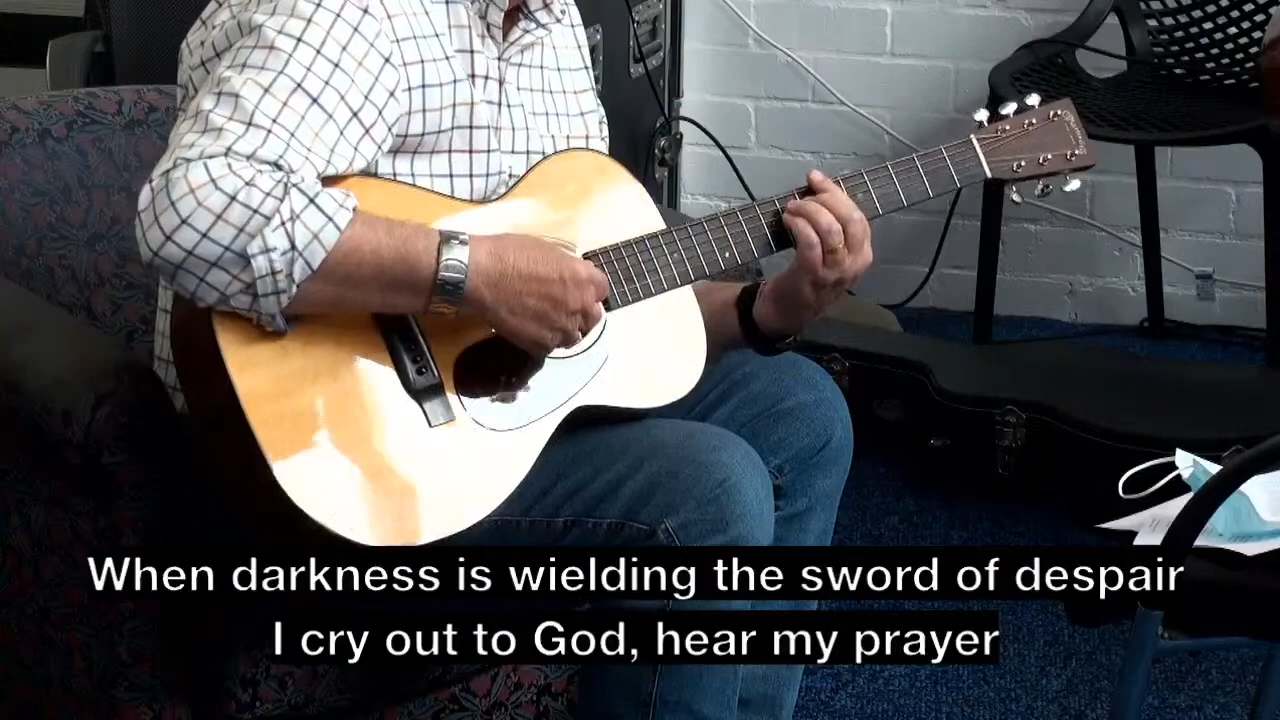 When darkness is wielding the sword of despair
I cry out to God, hear my prayer